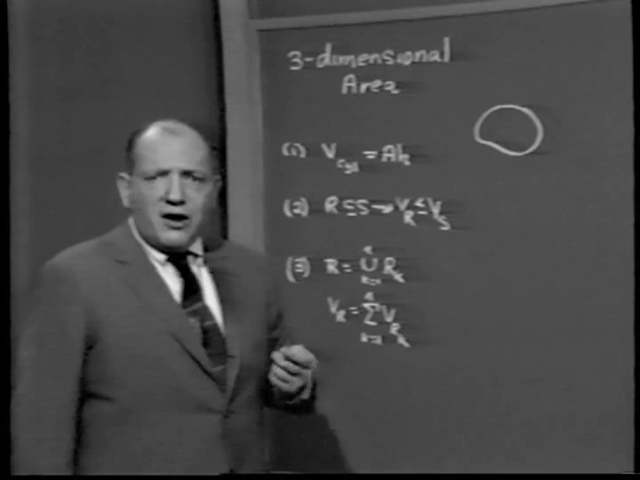 3-dimensional
Area
(1) V_cyl = Ah
(2) R⊆S → V_R ≤ V_S
(3) R = ⋃_{k=1}^n R_k
V_R = ∑_{k=1}^n V_{R_k}